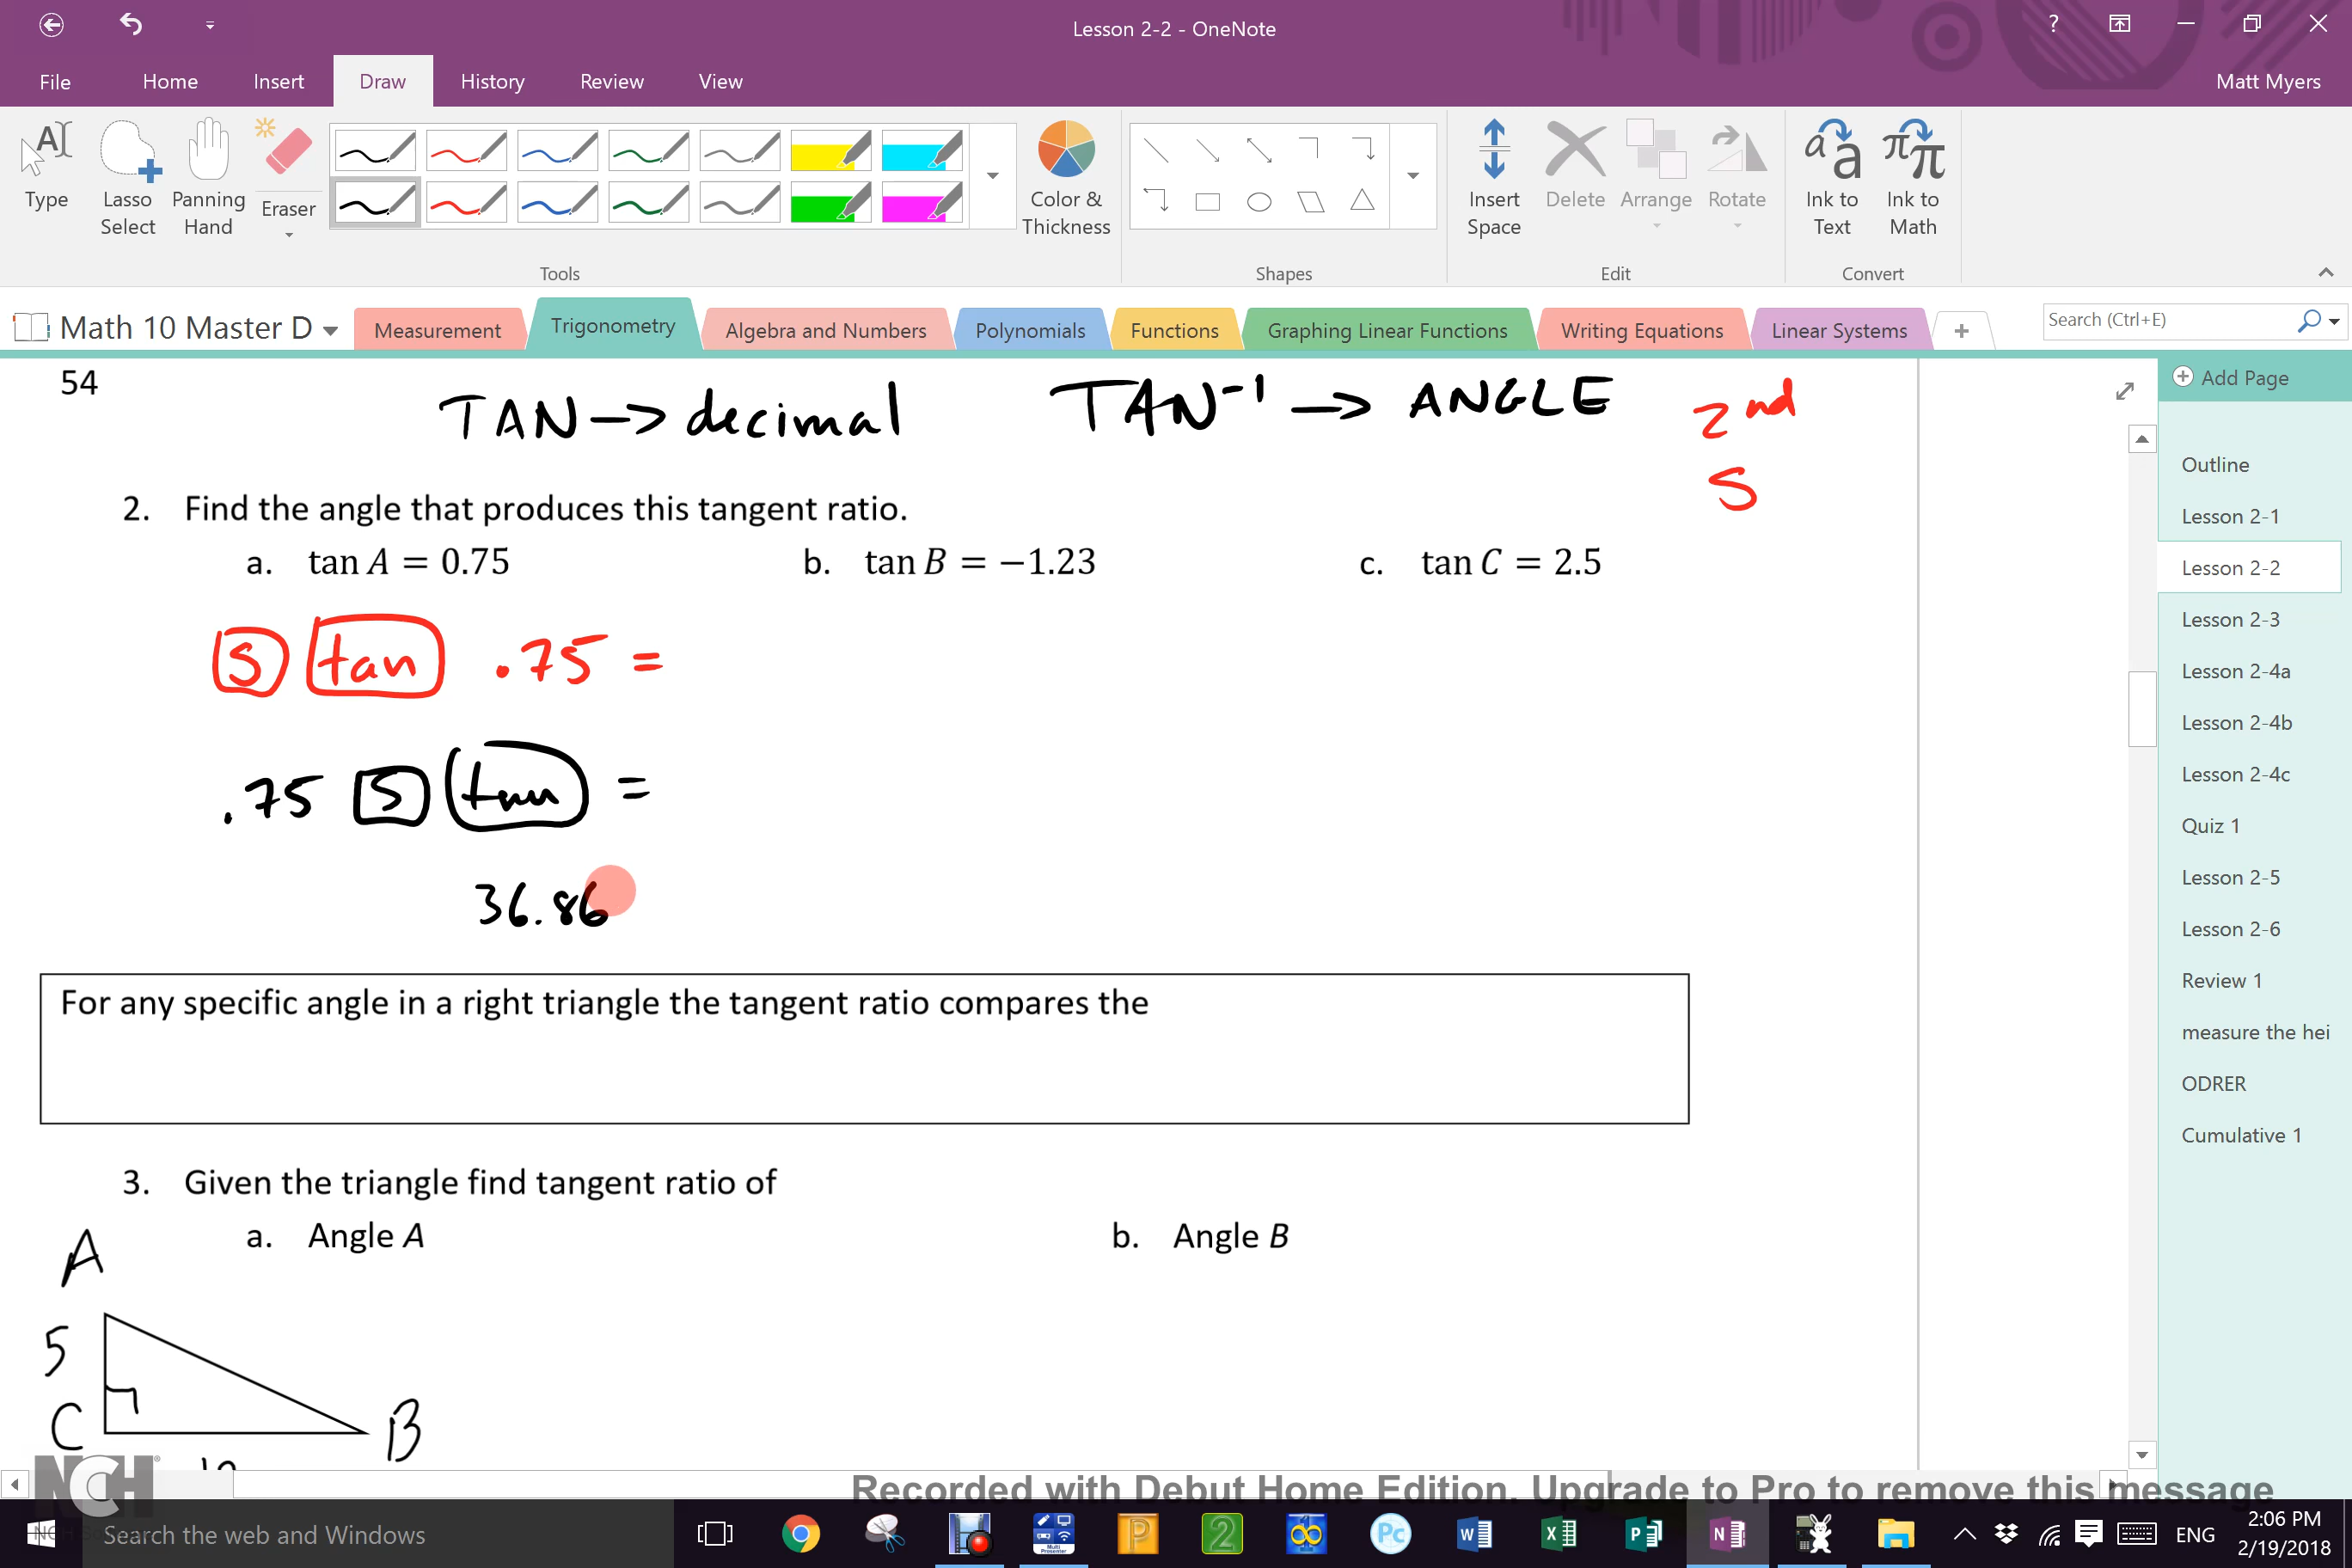 Lesson 2-2 - OneNote
?
File Home Insert Draw History Review View Matt Myers
Type
Lasso Select
Panning Hand
Eraser
Color & Thickness
Insert Space
Delete
Arrange
Rotate
Ink to Text
Ink to Math
Tools Shapes Edit Convert
Math 10 Master D Measurement Trigonometry Algebra and Numbers Polynomials Functions Graphing Linear Functions Writing Equations Linear Systems + Search (Ctrl+E)
54
TAN → decimal TAN⁻¹ → ANGLE 2nd
S
2. Find the angle that produces this tangent ratio.
a. tan A = 0.75 b. tan B = −1.23 c. tan C = 2.5
S tan .75 =
.75 S tan =
36.86
For any specific angle in a right triangle the tangent ratio compares the
3. Given the triangle find tangent ratio of
a. Angle A b. Angle B
A
5
C B
Add Page
Outline
Lesson 2-1
Lesson 2-2
Lesson 2-3
Lesson 2-4a
Lesson 2-4b
Lesson 2-4c
Quiz 1
Lesson 2-5
Lesson 2-6
Review 1
measure the hei
ODRER
Cumulative 1
NCH
Recorded with Debut Home Edition. Upgrade to Pro to remove this message
Search the web and Windows
ENG
2:06 PM
2/19/2018